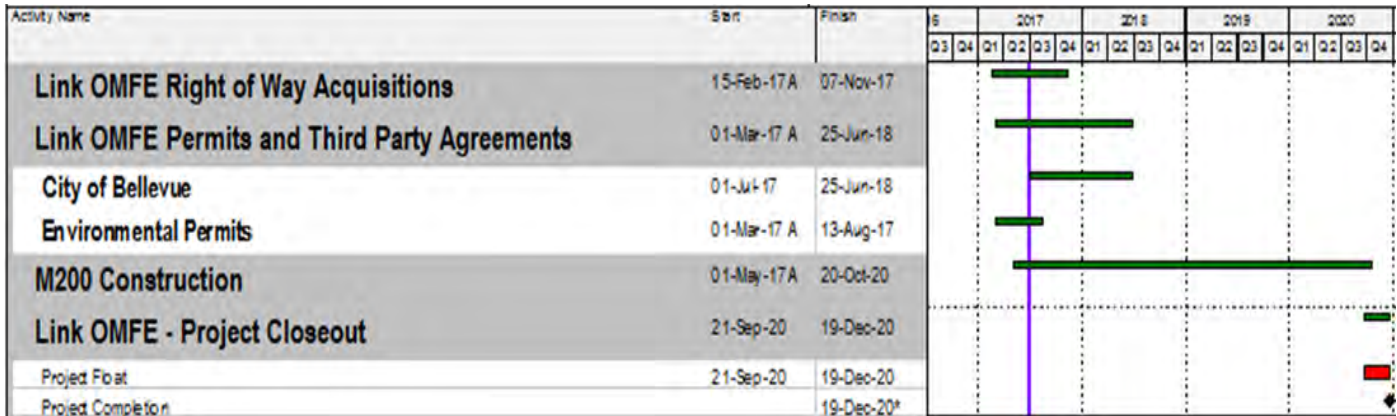 Activity Name Start Finish 16 2017 2018 2019 2020
Q3 Q4 Q1 Q2 Q3 Q4 Q1 Q2 Q3 Q4 Q1 Q2 Q3 Q4 Q1 Q2 Q3 Q4
Link OMFE Right of Way Acquisitions 15-Feb-17 A 07-Nov-17
Link OMFE Permits and Third Party Agreements 01-Mar-17 A 25-Jun-18
City of Bellevue 01-Jul-17 25-Jun-18
Environmental Permits 01-Mar-17 A 13-Aug-17
M200 Construction 01-May-17 A 20-Oct-20
Link OMFE - Project Closeout 21-Sep-20 19-Dec-20
Project Float 21-Sep-20 19-Dec-20
Project Completion 19-Dec-20*